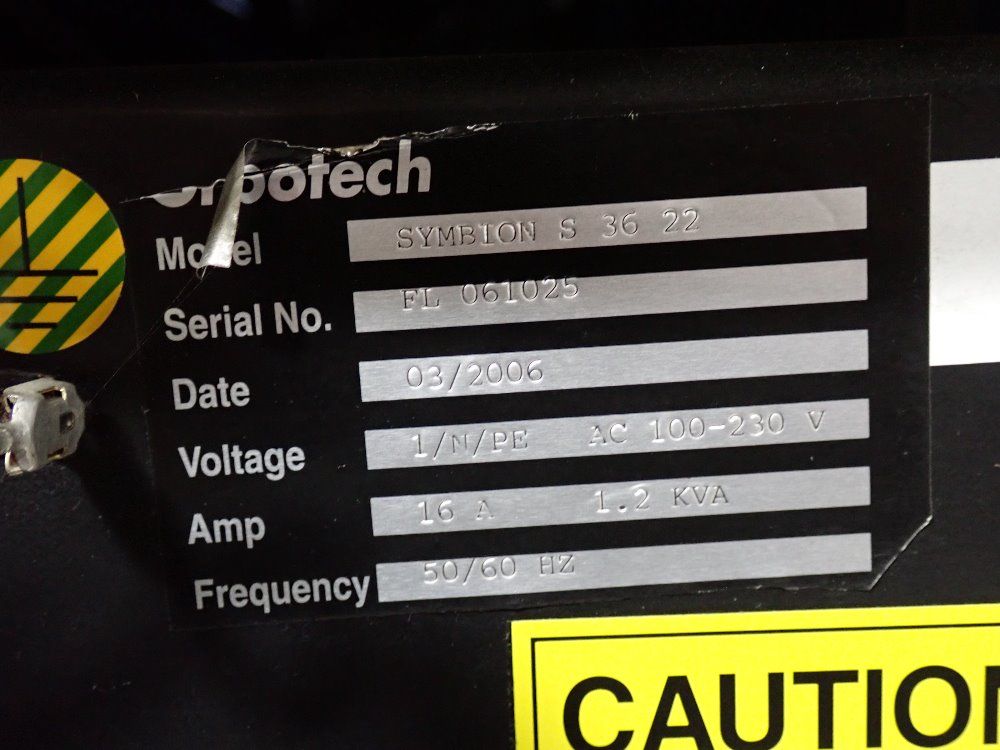 Orbotech
Model SYMBION S 36 22
Serial No. FL 061025
Date 03/2006
Voltage 1/N/PE AC 100-230 V
Amp 16 A 1.2 KVA
Frequency 50/60 HZ
CAUTION